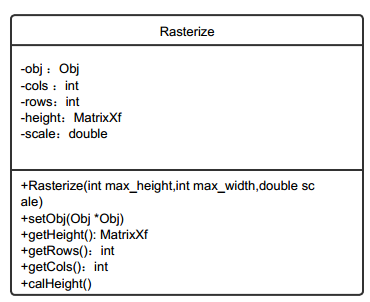 Rasterize
-obj： Obj
-cols： int
-rows：int
-height：MatrixXf
-scale：double
+Rasterize(int max_height,int max_width,double sc
ale)
+setObj(Obj *Obj)
+getHeight(): MatrixXf
+getRows()：int
+getCols()：int
+calHeight()